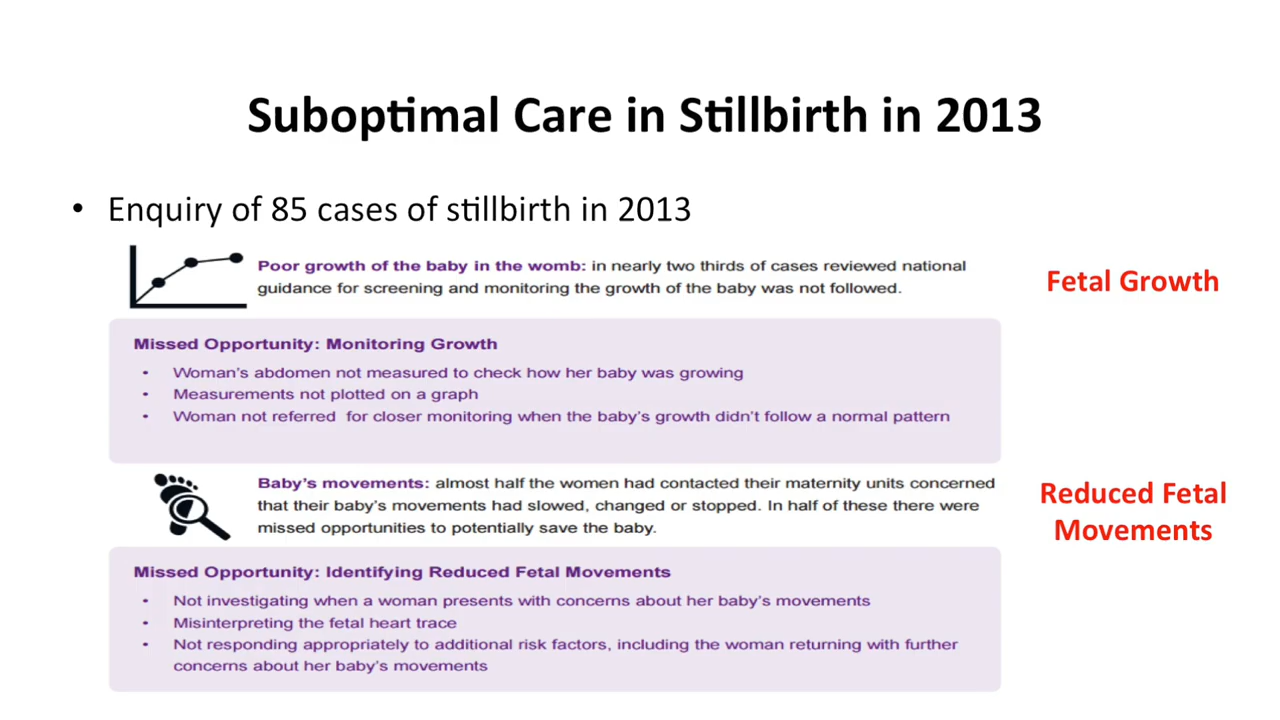 Suboptimal Care in Stillbirth in 2013
• Enquiry of 85 cases of stillbirth in 2013
Poor growth of the baby in the womb: in nearly two thirds of cases reviewed national
guidance for screening and monitoring the growth of the baby was not followed.
Fetal Growth
Missed Opportunity: Monitoring Growth
• Woman's abdomen not measured to check how her baby was growing
• Measurements not plotted on a graph
• Woman not referred for closer monitoring when the baby's growth didn't follow a normal pattern
Baby's movements: almost half the women had contacted their maternity units concerned
that their baby's movements had slowed, changed or stopped. In half of these there were
missed opportunities to potentially save the baby.
Reduced Fetal
Movements
Missed Opportunity: Identifying Reduced Fetal Movements
• Not investigating when a woman presents with concerns about her baby's movements
• Misinterpreting the fetal heart trace
• Not responding appropriately to additional risk factors, including the woman returning with further
concerns about her baby's movements